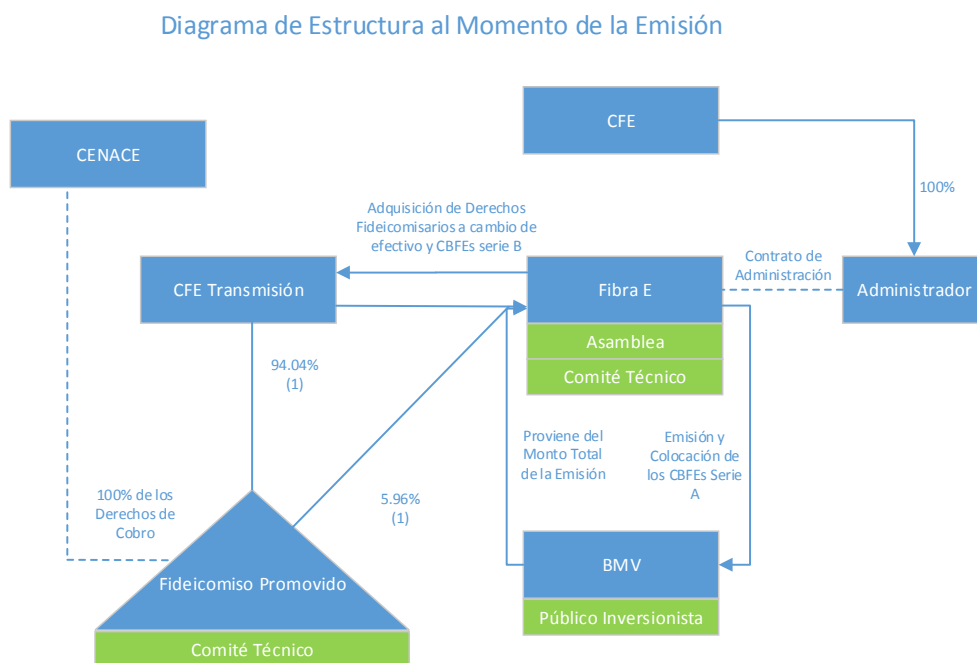 Diagrama de Estructura al Momento de la Emisión
CFE
CENACE
100%
Adquisición de Derechos
Fideicomisarios a cambio de
efectivo y CBFEs serie B
Contrato de
Administración
CFE Transmisión
Fibra E
Administrador
Asamblea
Comité Técnico
94.04%
(1)
Proviene del
Monto Total
de la Emisión
Emisión y
Colocación de
los CBFEs Serie
A
100% de los
Derechos de
Cobro
5.96%
(1)
Fideicomiso Promovido
BMV
Público Inversionista
Comité Técnico